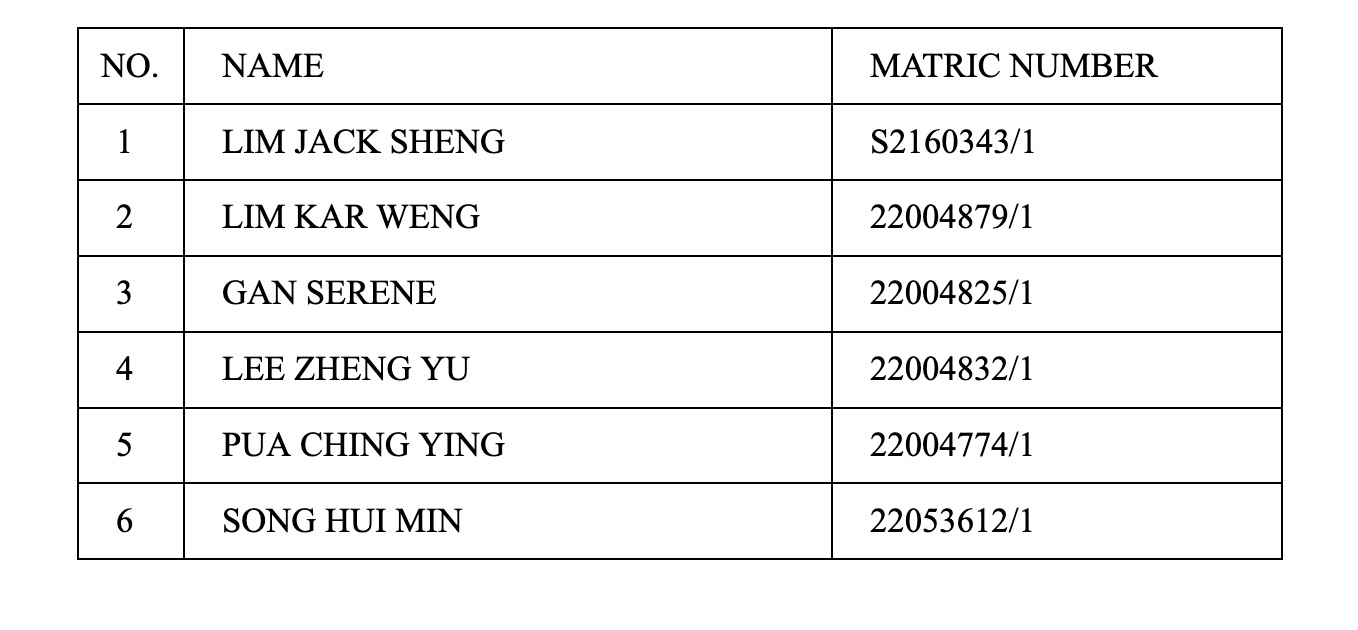 NO. NAME MATRIC NUMBER
1 LIM JACK SHENG S2160343/1
2 LIM KAR WENG 22004879/1
3 GAN SERENE 22004825/1
4 LEE ZHENG YU 22004832/1
5 PUA CHING YING 22004774/1
6 SONG HUI MIN 22053612/1